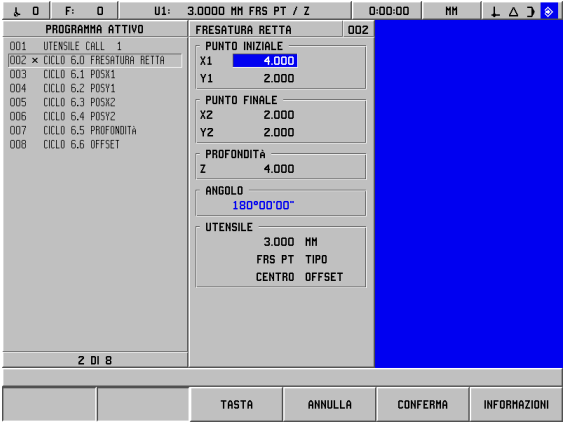 0 F: 0 U1: 3.0000 MM FRS PT / Z 0:00:00 MM
PROGRAMMA ATTIVO
001 UTENSILE CALL 1
002 × CICLO 6.0 FRESATURA RETTA
003 CICLO 6.1 POSX1
004 CICLO 6.2 POSY1
005 CICLO 6.3 POSX2
006 CICLO 6.4 POSY2
007 CICLO 6.5 PROFONDITÀ
008 CICLO 6.6 OFFSET
2 DI 8
FRESATURA RETTA 002
PUNTO INIZIALE
X1 4.000
Y1 2.000
PUNTO FINALE
X2 2.000
Y2 2.000
PROFONDITÀ
Z 4.000
ANGOLO
180°00'00"
UTENSILE
3.000 MM
FRS PT TIPO
CENTRO OFFSET
TASTA ANNULLA CONFERMA INFORMAZIONI